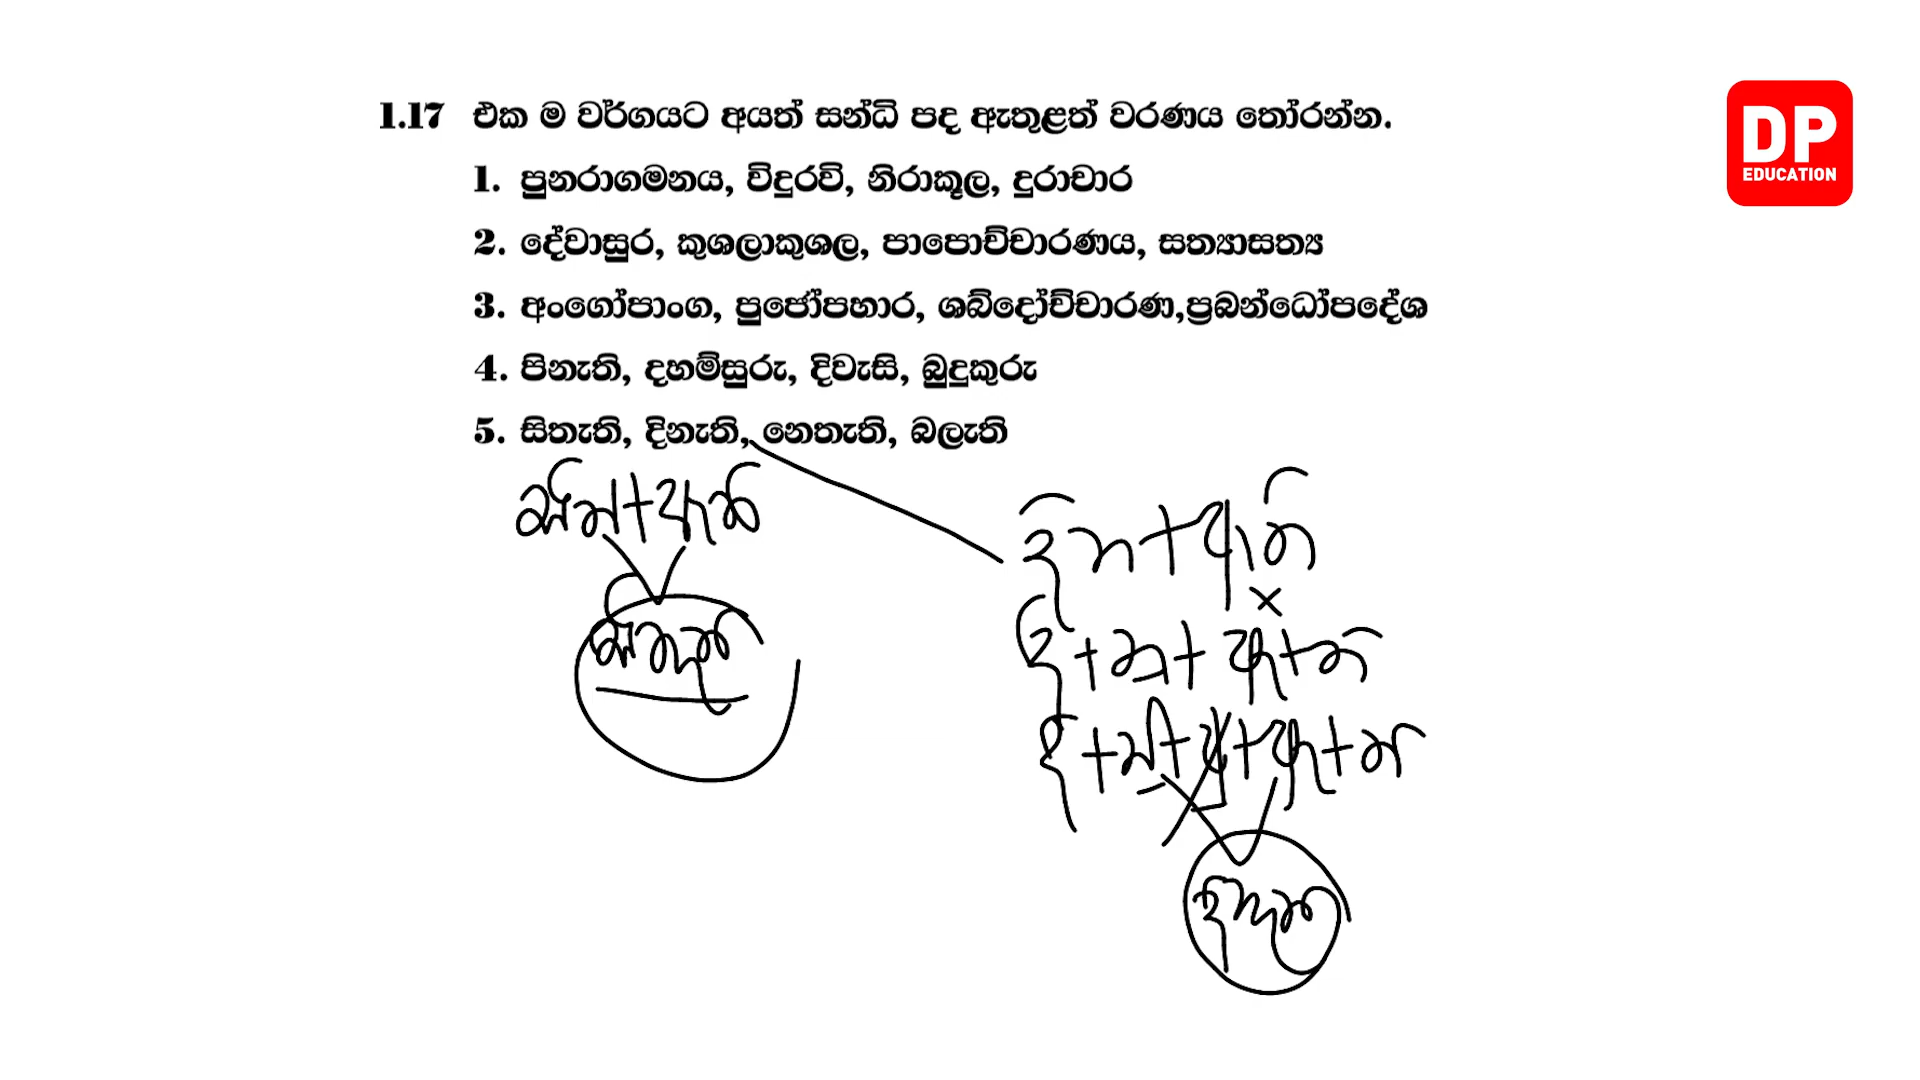 DP
EDUCATION
1.17 එක ම වර්ගයට අයත් සන්ධි පද ඇතුළත් වරණය තෝරන්න.
1. පුනරාගමනය, විදුරවි, නිරාකූල, දුරාචාර
2. දේවාසුර, කුශලාකුශල, පාපොච්චාරණය, සත්‍යාසත්‍ය
3. අංගෝපාංග, පුජෝපහාර, ශබ්දෝච්චාරණ,ප්‍රබන්ධෝපදේශ
4. පිනැති, දහම්සුරු, දිවැසි, බුදුකුරු
5. සිතැති, දිනැති, නෙතැති, බලැති
සිත+ඇති
සිතැති
දින+ඇති
දි+න+ඇ+ති
දි+න්+අ+ඇ+ති
දිනැති